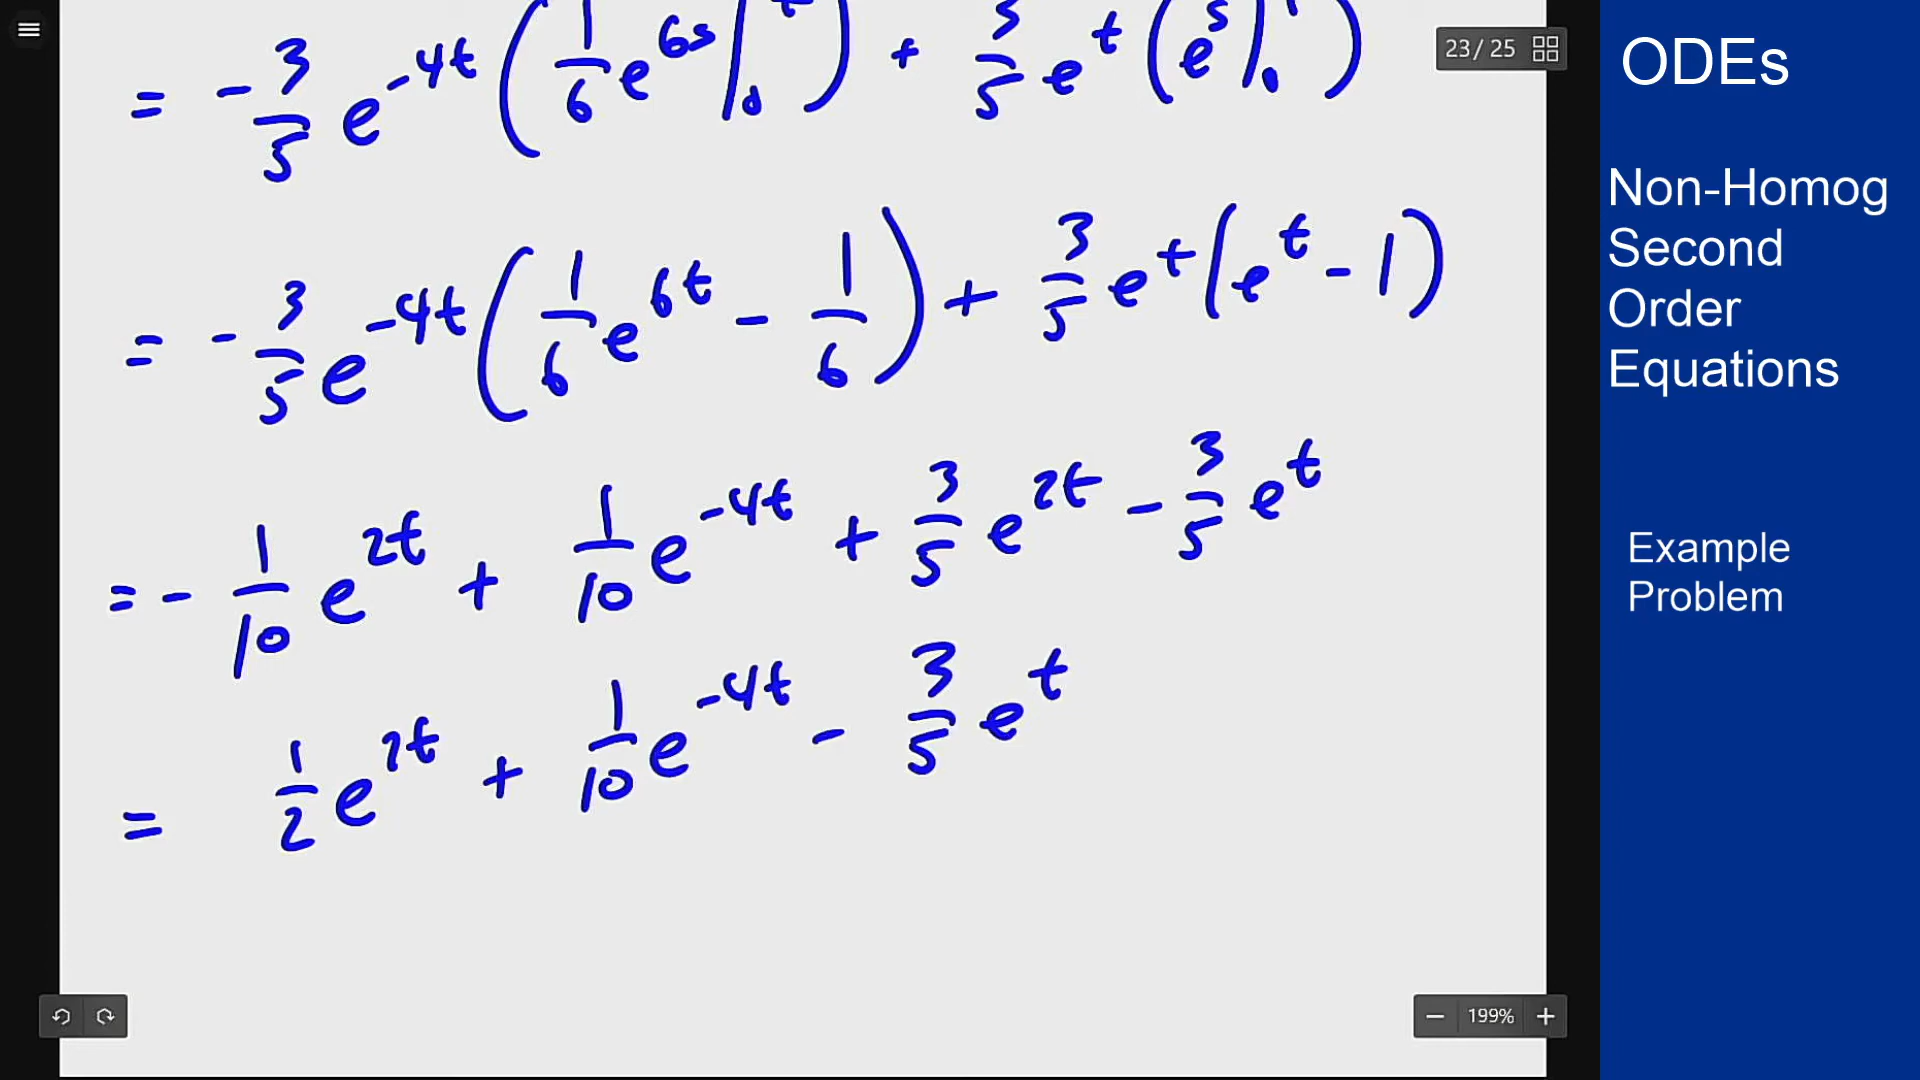 = -3/5 e^{-4t} ( 1/6 e^{6s} |_0^t ) + 3/5 e^t ( e^s |_0 )
23 / 25
= -3/5 e^{-4t} ( 1/6 e^{6t} - 1/6 ) + 3/5 e^t ( e^t - 1 )
= -1/10 e^{2t} + 1/10 e^{-4t} + 3/5 e^{2t} - 3/5 e^t
= 1/2 e^{2t} + 1/10 e^{-4t} - 3/5 e^t
199%
ODEs
Non-Homog
Second
Order
Equations
Example
Problem